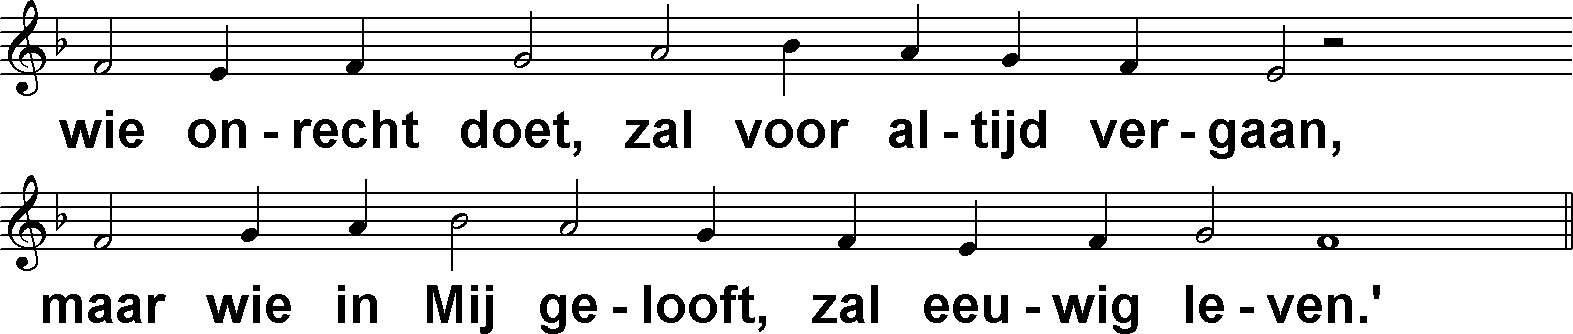 wie on - recht doet, zal voor al - tijd ver - gaan,
maar wie in Mij ge - looft, zal eeu - wig le - ven.'